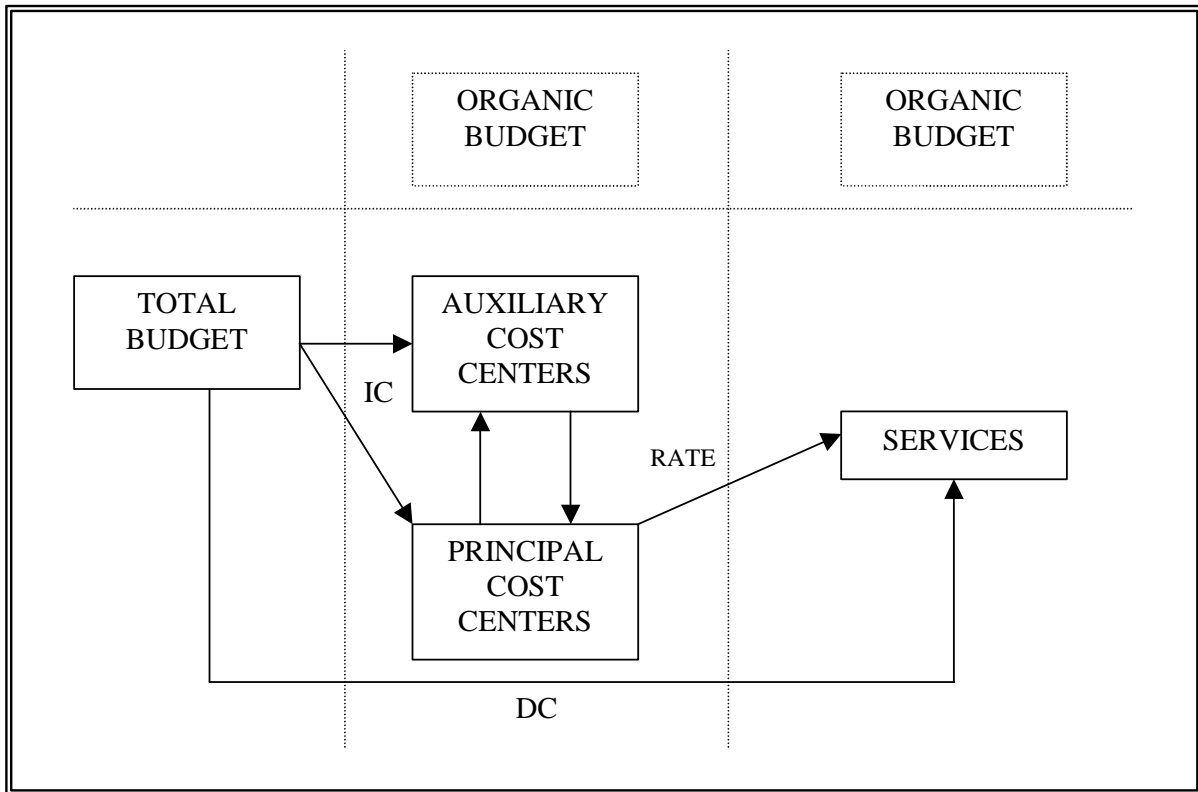 ORGANIC
BUDGET
ORGANIC
BUDGET
TOTAL
BUDGET
AUXILIARY
COST
CENTERS
IC
RATE
SERVICES
PRINCIPAL
COST
CENTERS
DC